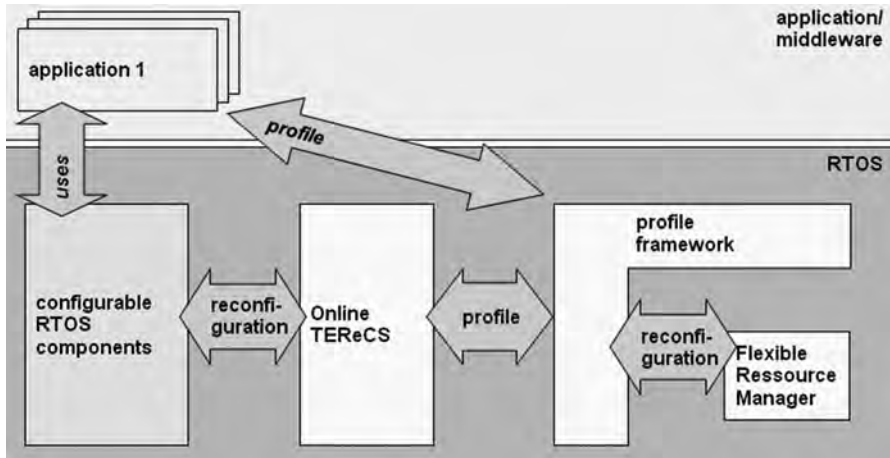 application/
middleware
application 1
profile
uses
RTOS
profile
framework
configurable
RTOS
components
reconfi-
guration
Online
TEReCS
profile
reconfi-
guration
Flexible
Ressource
Manager